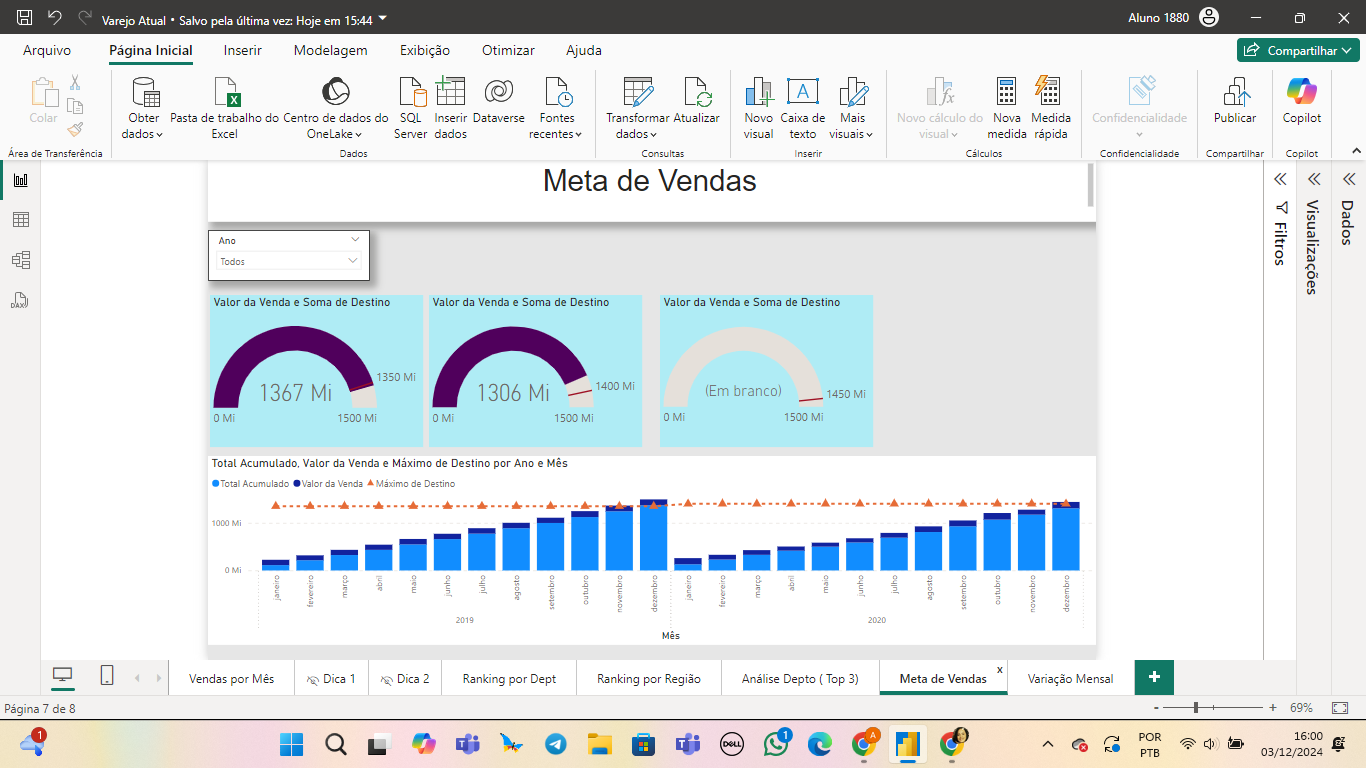 Varejo Atual • Salvo pela última vez: Hoje em 15:44
Aluno 1880
Arquivo
Página Inicial
Inserir
Modelagem
Exibição
Otimizar
Ajuda
Compartilhar
Colar
Obter dados
Pasta de trabalho do Excel
Centro de dados do OneLake
SQL Server
Inserir dados
Dataverse
Fontes recentes
Transformar dados
Atualizar
Novo visual
Caixa de texto
Mais visuais
Novo cálculo do visual
Nova medida
Medida rápida
Confidencialidade
Publicar
Copilot
Área de Transferência
Dados
Consultas
Inserir
Cálculos
Confidencialidade
Compartilhar
Copilot
DAX
Meta de Vendas
Filtros
Visualizações
Dados
Ano
Todos
Valor da Venda e Soma de Destino
1350 Mi
1367 Mi
0 Mi
1500 Mi
Valor da Venda e Soma de Destino
1400 Mi
1306 Mi
0 Mi
1500 Mi
Valor da Venda e Soma de Destino
1450 Mi
(Em branco)
0 Mi
1500 Mi
Total Acumulado, Valor da Venda e Máximo de Destino por Ano e Mês
Total Acumulado
Valor da Venda
Máximo de Destino
1000 Mi
0 Mi
janeiro
fevereiro
março
abril
maio
junho
julho
agosto
setembro
outubro
novembro
dezembro
janeiro
fevereiro
março
abril
maio
junho
julho
agosto
setembro
outubro
novembro
dezembro
2019
2020
Mês
Vendas por Mês
Dica 1
Dica 2
Ranking por Dept
Ranking por Região
Análise Depto ( Top 3)
Meta de Vendas
x
Variação Mensal
+
Página 7 de 8
- + 69%
1
DELL
1
A
POR
PTB
16:00
03/12/2024